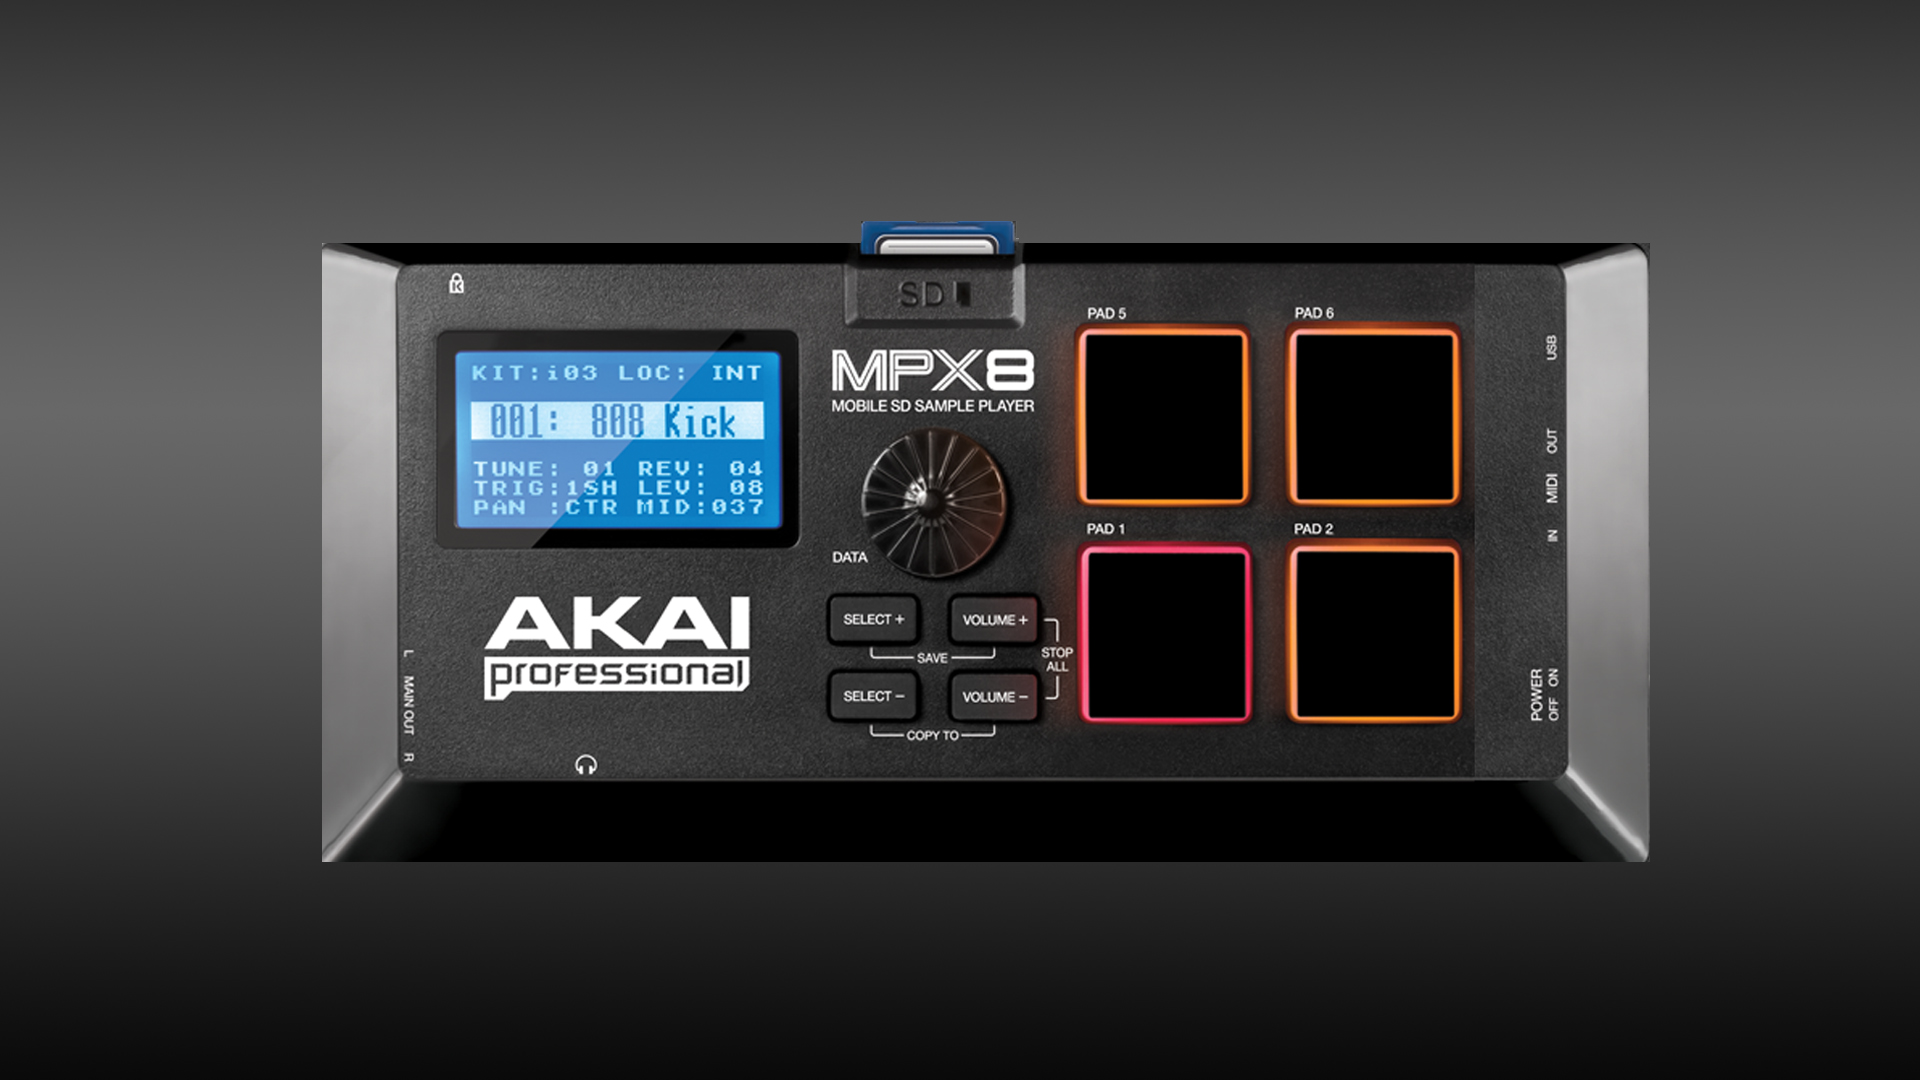 SD
PAD 5
PAD 6
KIT:i03 LOC: INT
001: 808 Kick
TUNE: 01 REV: 04
TRIG:1SH LEV: 08
PAN :CTR MID:037
MPX8
MOBILE SD SAMPLE PLAYER
DATA
PAD 1
PAD 2
AKAI
professional
SELECT +
VOLUME +
SAVE
STOP
ALL
SELECT -
VOLUME -
COPY TO
L MAIN OUT R
USB
IN MIDI OUT
POWER
OFF ON